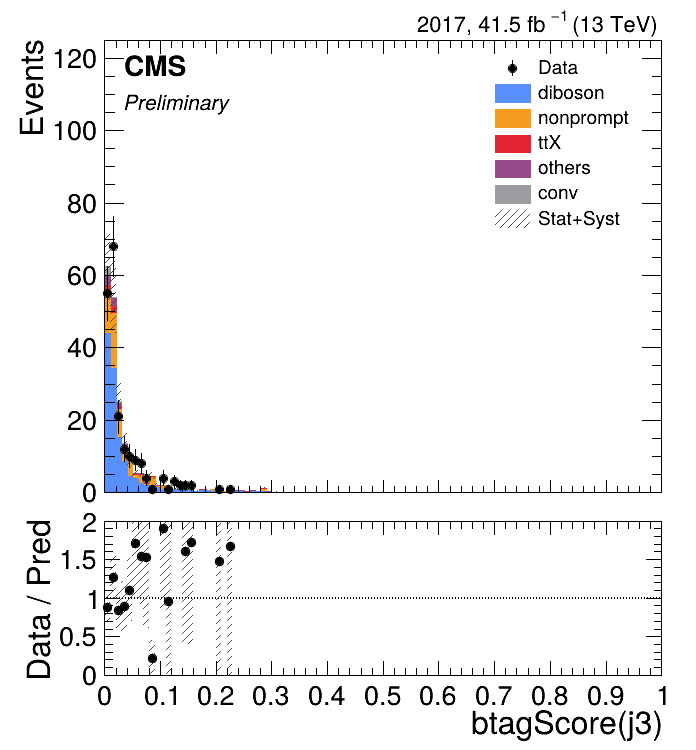 2017, 41.5 fb⁻¹ (13 TeV)
Events
120
100
80
60
40
20
0
CMS
Preliminary
Data
diboson
nonprompt
ttX
others
conv
Stat+Syst
Data / Pred
2
1.5
1
0.5
0
0 0.1 0.2 0.3 0.4 0.5 0.6 0.7 0.8 0.9 1
btagScore(j3)